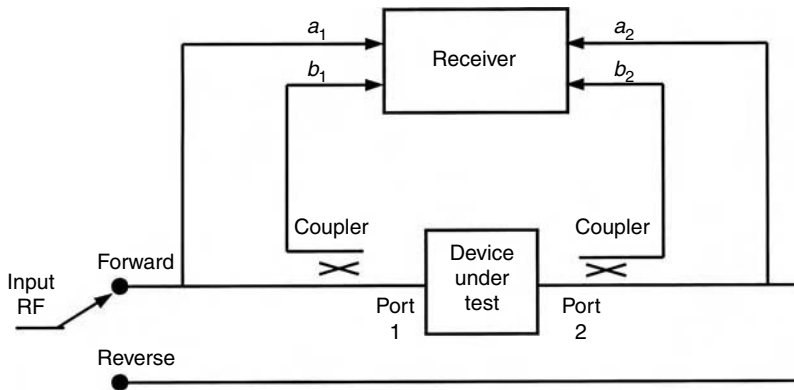 a1
a2
Receiver
b1
b2
Coupler
Coupler
Device
under
test
Forward
Input
RF
Port
1
Port
2
Reverse